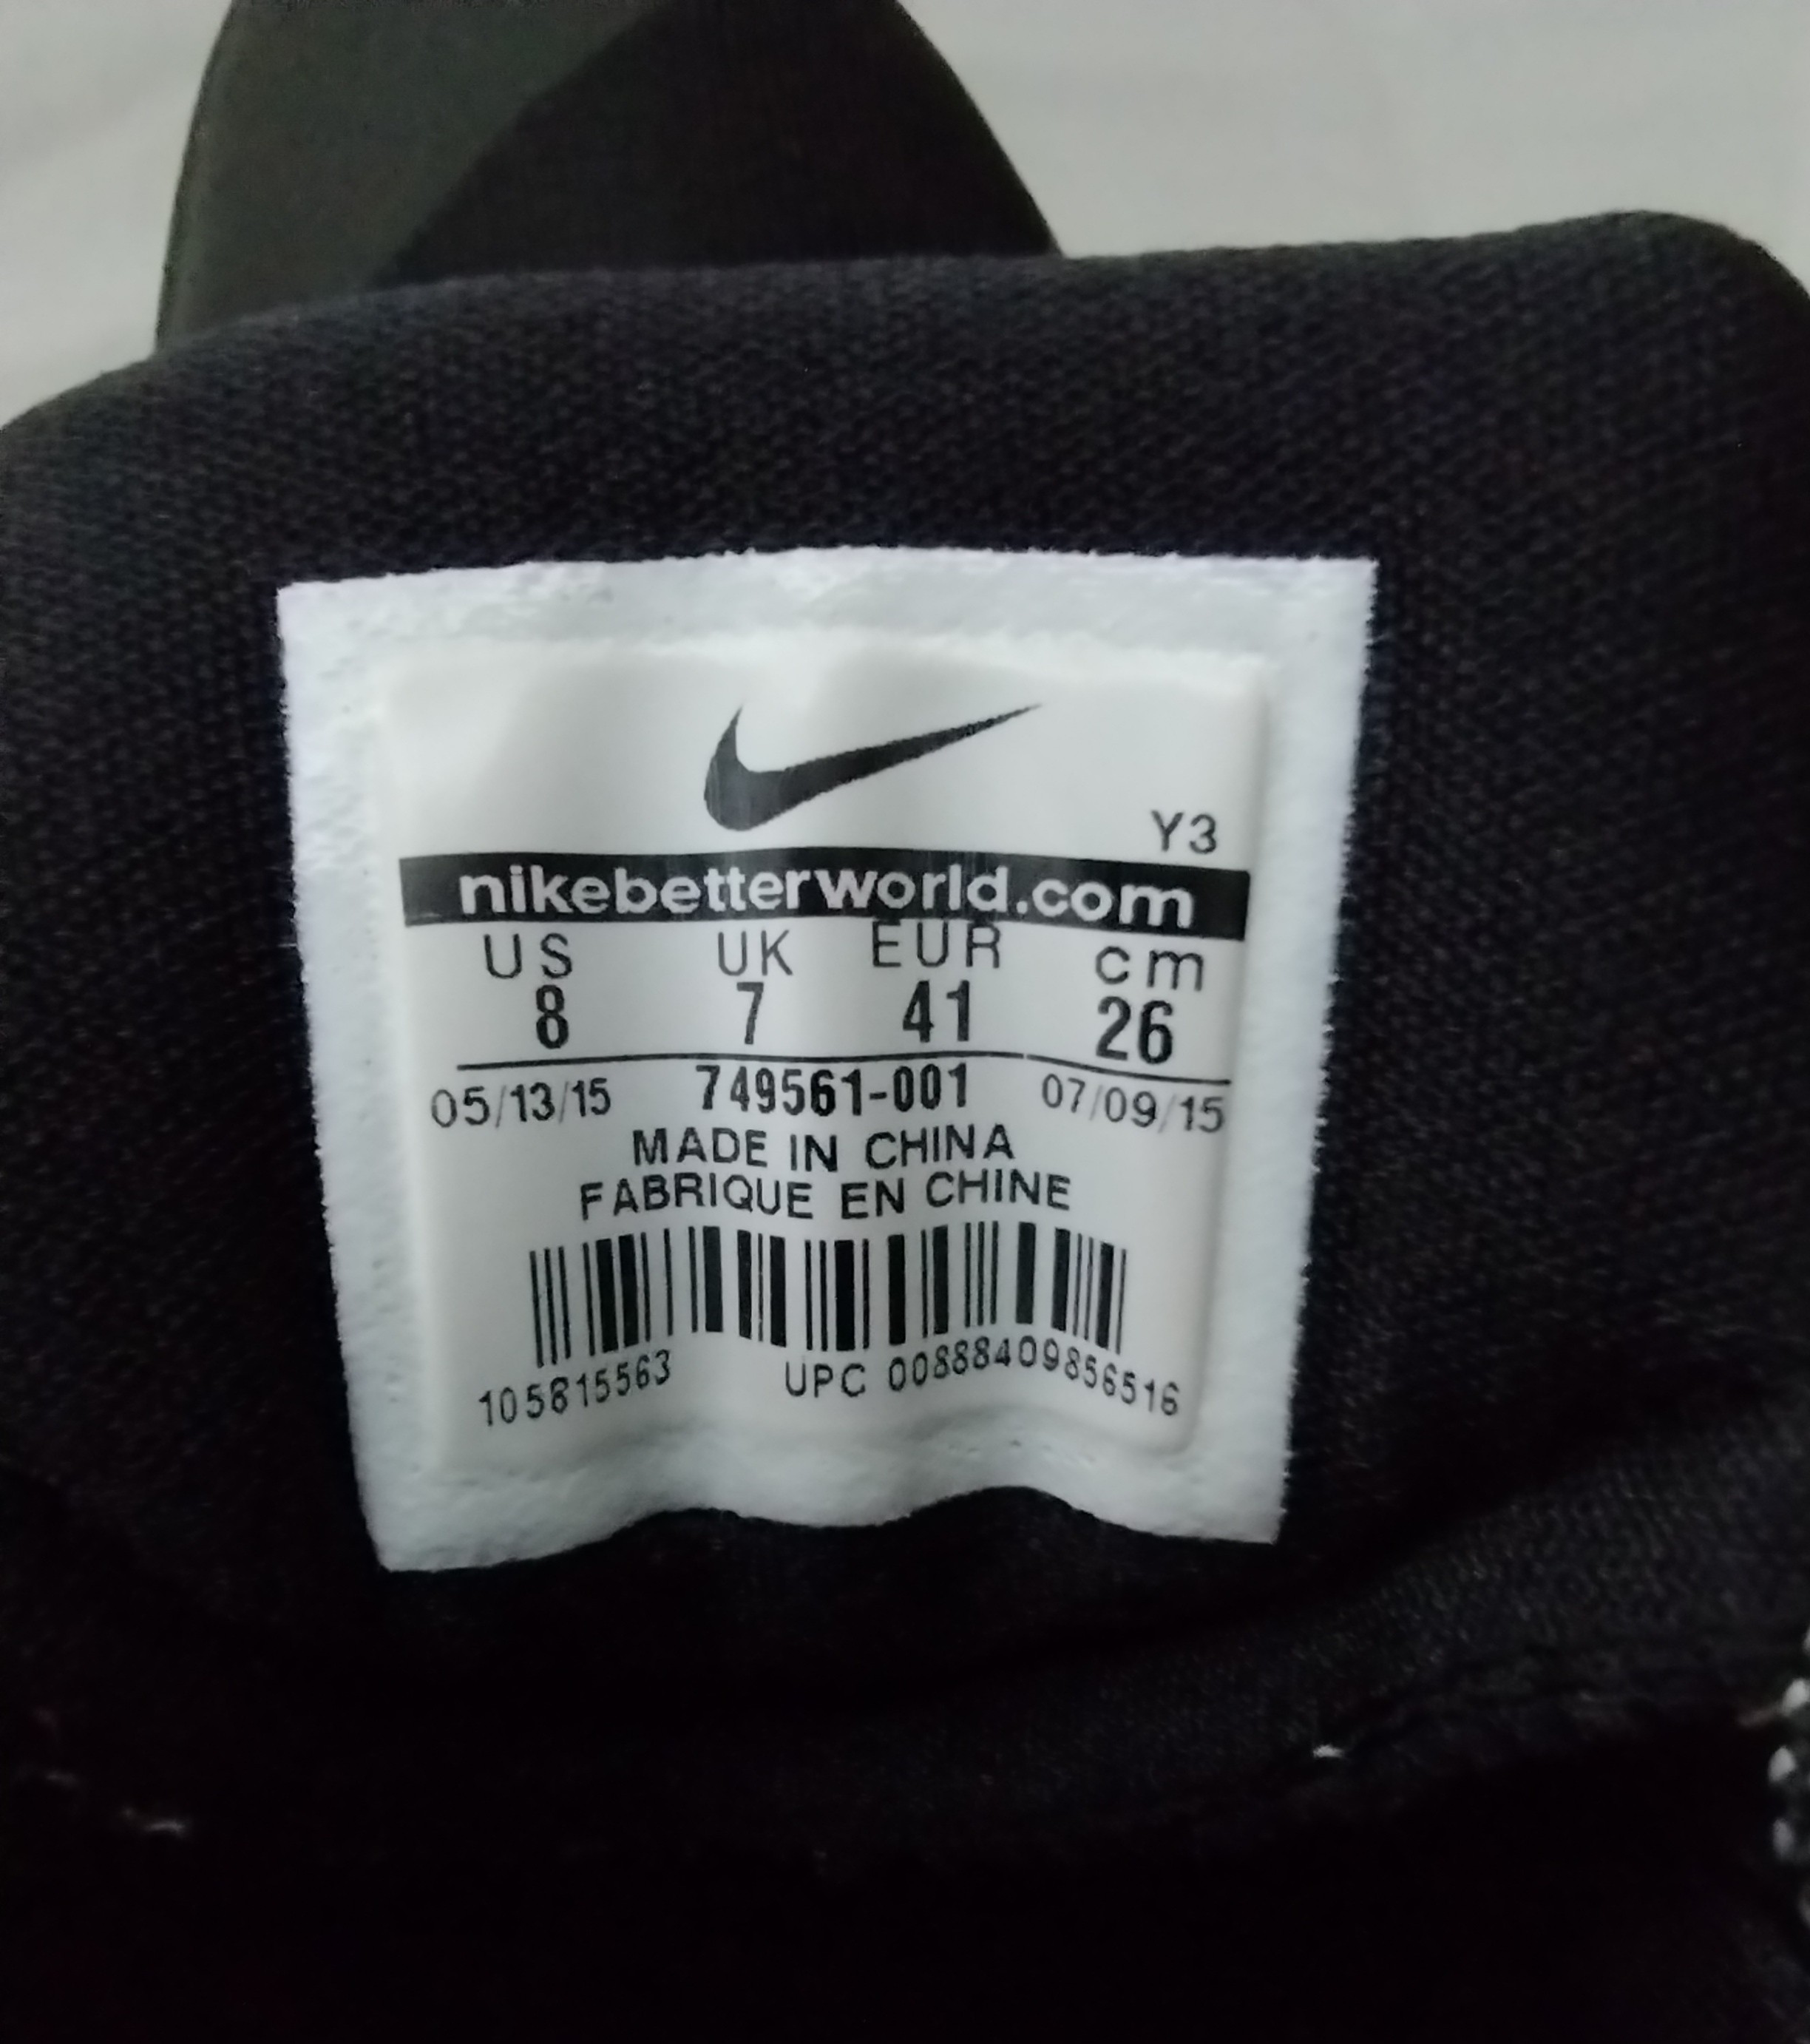 Y3
nikebetterworld.com
US UK EUR cm
8 7 41 26
05/13/15 749561-001 07/09/15
MADE IN CHINA
FABRIQUE EN CHINE
105815563 UPC 00888409856516